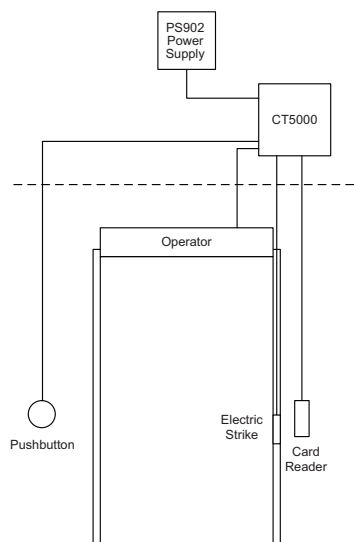 PS902
Power
Supply
CT5000
Operator
Electric
Strike
Pushbutton
Card
Reader